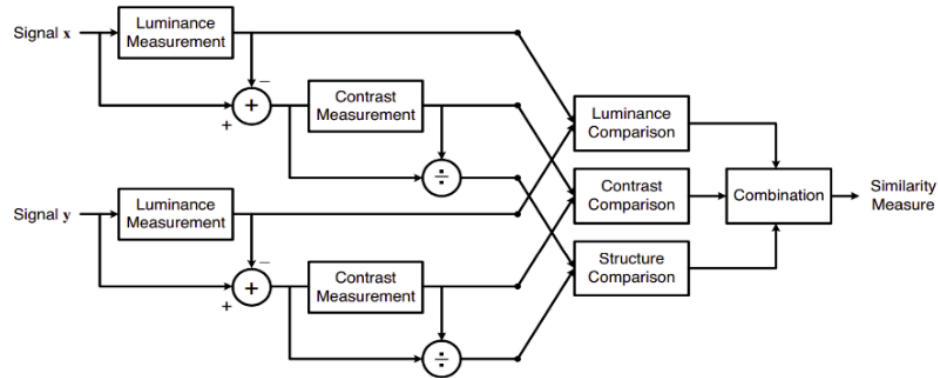 Signal x
Luminance
Measurement
−
+
+
Contrast
Measurement
÷
Luminance
Comparison
Signal y
Luminance
Measurement
−
+
+
Contrast
Measurement
÷
Contrast
Comparison
Structure
Comparison
Combination
Similarity
Measure